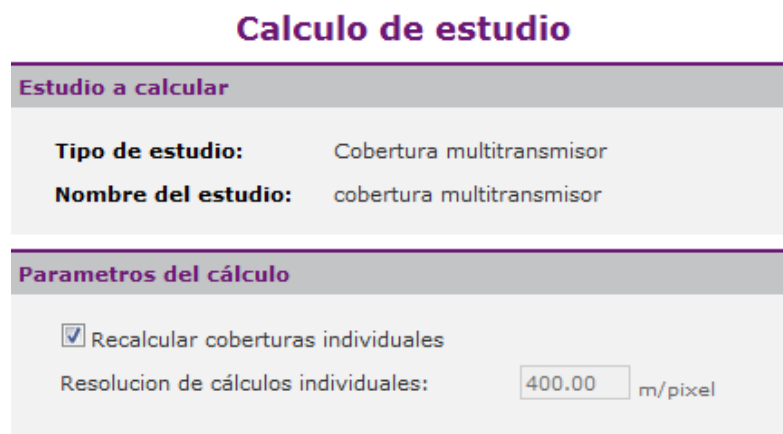 Calculo de estudio
Estudio a calcular
Tipo de estudio: Cobertura multitransmisor
Nombre del estudio: cobertura multitransmisor
Parametros del cálculo
Recalcular coberturas individuales
Resolucion de cálculos individuales: 400.00 m/pixel